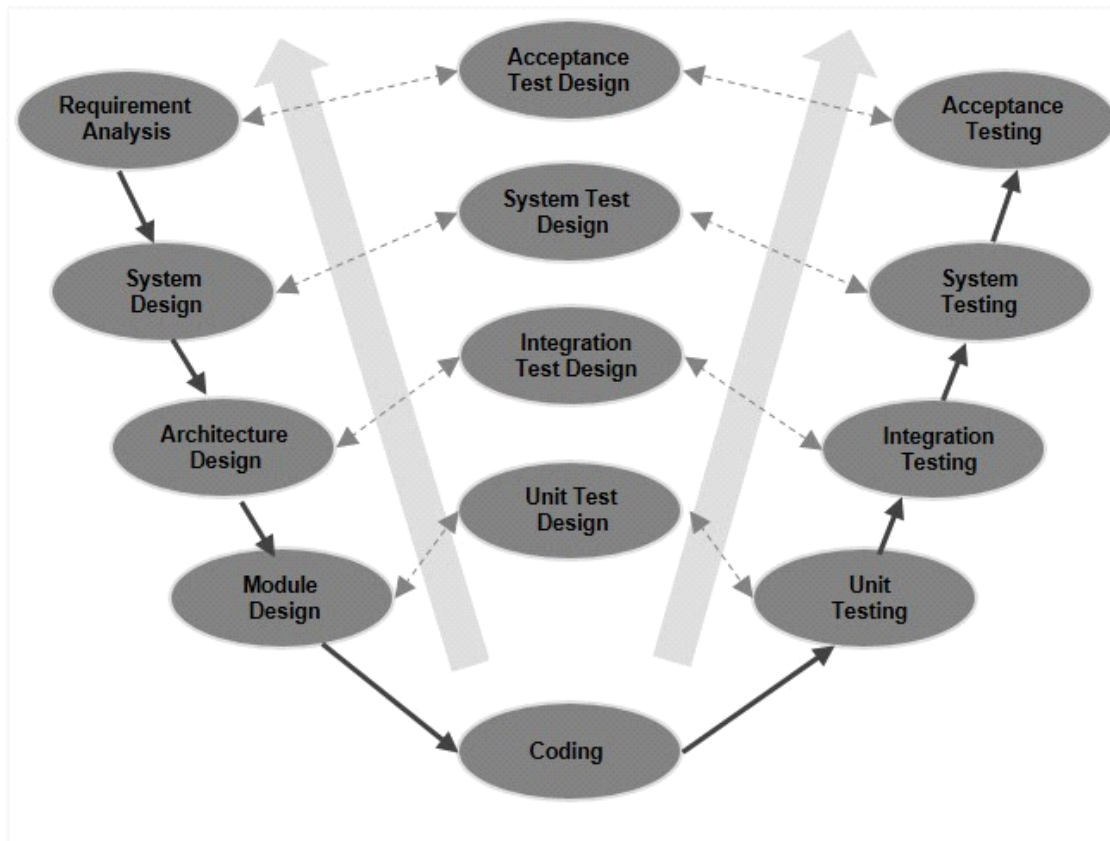 Acceptance
Test Design
Requirement
Analysis
Acceptance
Testing
System Test
Design
System
Design
System
Testing
Integration
Test Design
Architecture
Design
Integration
Testing
Unit Test
Design
Module
Design
Unit
Testing
Coding